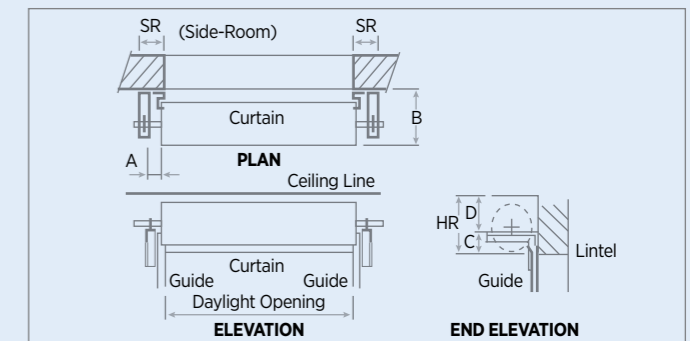 SR (Side-Room) SR
Curtain
B
A
PLAN
Ceiling Line
HR D
C
Lintel
Curtain
Guide Guide
Guide
Daylight Opening
ELEVATION
END ELEVATION